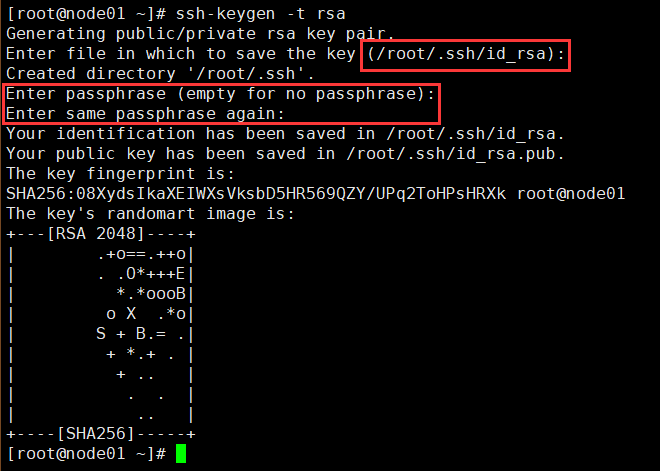 [root@node01 ~]# ssh-keygen -t rsa
Generating public/private rsa key pair.
Enter file in which to save the key (/root/.ssh/id_rsa):
Created directory '/root/.ssh'.
Enter passphrase (empty for no passphrase):
Enter same passphrase again:
Your identification has been saved in /root/.ssh/id_rsa.
Your public key has been saved in /root/.ssh/id_rsa.pub.
The key fingerprint is:
SHA256:08XydsIkaXEIWXsVksbD5HR569QZY/UPq2ToHPsHRXk root@node01
The key's randomart image is:
+---[RSA 2048]----+
|        .+o==.++o|
|        . .O*+++E|
|          *.*oooB|
|         o X  .*o|
|        S + B.= .|
|         + *.+ . |
|          + ..   |
|           .  .  |
|            ..   |
+----[SHA256]-----+
[root@node01 ~]#